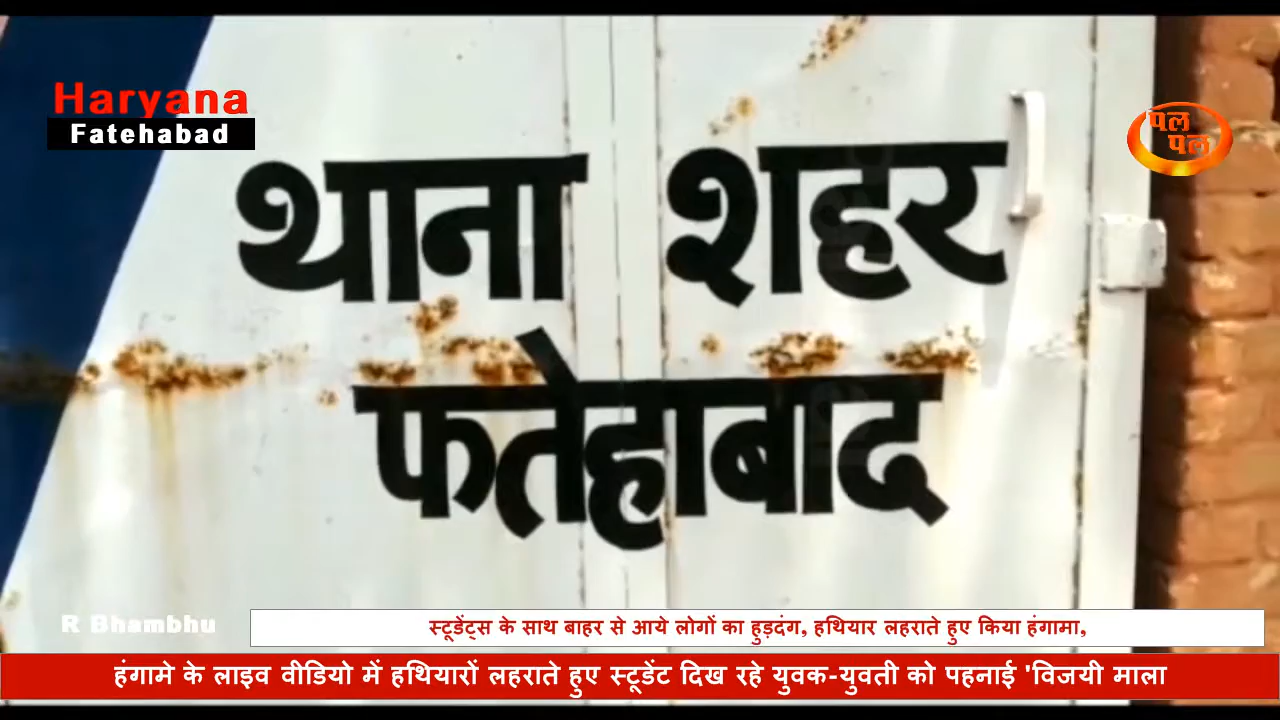 Haryana
Fatehabad
पल
पल
थाना शहर
फतेहाबाद
R Bhambhu
स्टूडेंट्स के साथ बाहर से आये लोगों का हुड़दंग, हथियार लहराते हुए किया हंगामा,
हंगामे के लाइव वीडियो में हथियारों लहराते हुए स्टूडेंट दिख रहे युवक-युवती को पहनाई 'विजयी माला